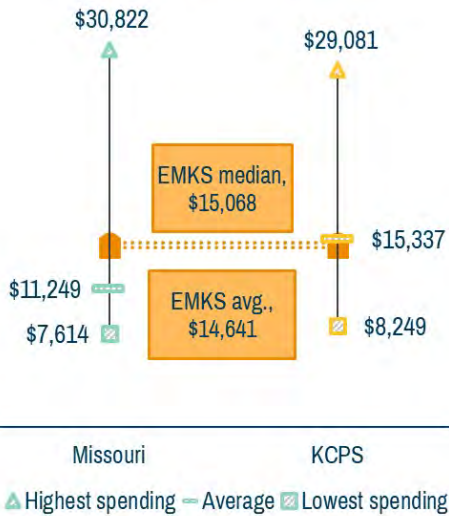 $30,822
$29,081
EMKS median,
$15,068
$15,337
$11,249
EMKS avg.,
$14,641
$7,614
$8,249
Missouri
KCPS
Highest spending
Average
Lowest spending